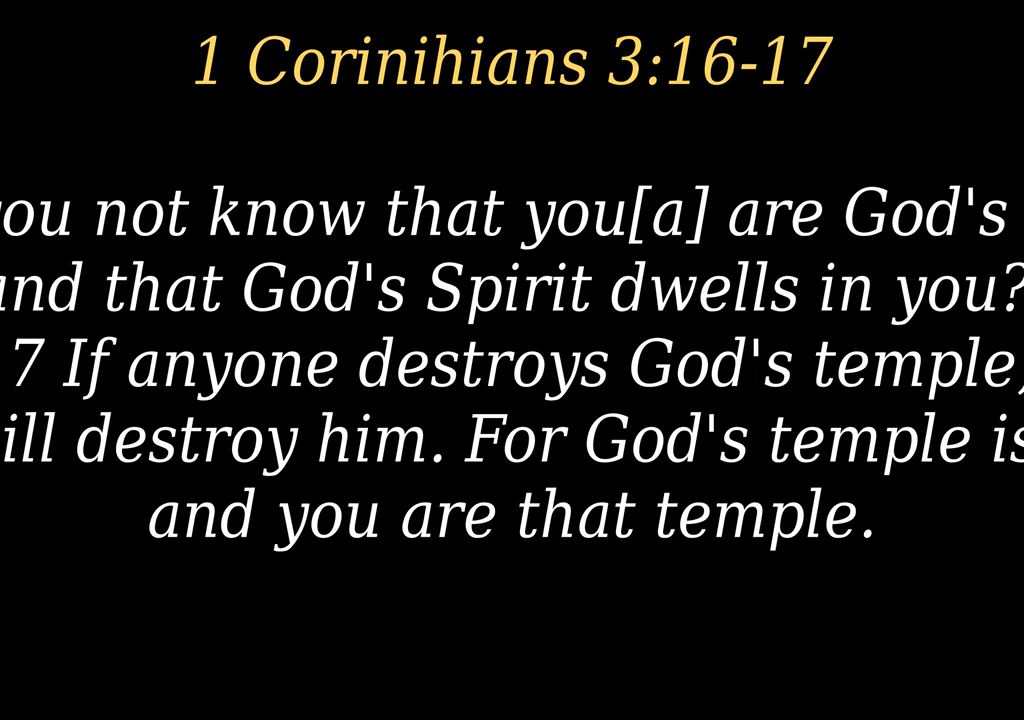 1 Corinihians 3:16-17
ou not know that you[a] are God's
and that God's Spirit dwells in you?
7 If anyone destroys God's temple,
ill destroy him. For God's temple is
and you are that temple.